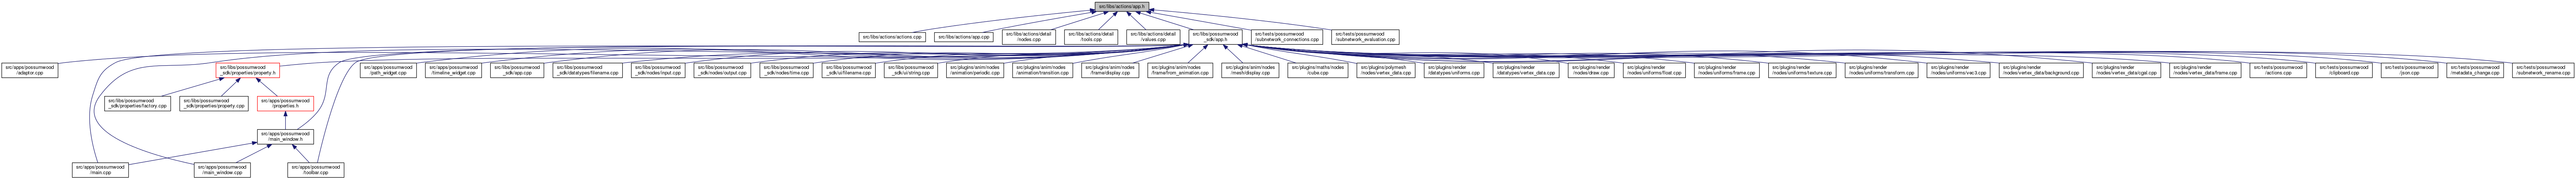 src/libs/actions/app.h
src/libs/actions/actions.cpp
src/libs/actions/app.cpp
src/libs/actions/detail
/nodes.cpp
src/libs/actions/detail
/tools.cpp
src/libs/actions/detail
/values.cpp
src/libs/possumwood
_sdk/app.h
src/tests/possumwood
/subnetwork_connections.cpp
src/tests/possumwood
/subnetwork_evaluation.cpp
src/apps/possumwood
/adaptor.cpp
src/libs/possumwood
_sdk/properties/property.h
src/apps/possumwood
/path_widget.cpp
src/apps/possumwood
/timeline_widget.cpp
src/libs/possumwood
_sdk/app.cpp
src/libs/possumwood
_sdk/datatypes/filename.cpp
src/libs/possumwood
_sdk/nodes/input.cpp
src/libs/possumwood
_sdk/nodes/output.cpp
src/libs/possumwood
_sdk/nodes/time.cpp
src/libs/possumwood
_sdk/ui/filenames.cpp
src/libs/possumwood
_sdk/ui/string.cpp
src/plugins/anim/nodes
/animation/periodic.cpp
src/plugins/anim/nodes
/animation/transition.cpp
src/plugins/anim/nodes
/frame/display.cpp
src/plugins/anim/nodes
/frame/from_animation.cpp
src/plugins/anim/nodes
/mesh/display.cpp
src/plugins/maths/nodes
/subs.cpp
src/plugins/polymesh
/nodes/vertex_data.cpp
src/plugins/render
/datatypes/uniforms.cpp
src/plugins/render
/datatypes/vertex_data.cpp
src/plugins/render
/nodes/draw.cpp
src/plugins/render
/nodes/uniforms/float.cpp
src/plugins/render
/nodes/uniforms/frame.cpp
src/plugins/render
/nodes/uniforms/texture.cpp
src/plugins/render
/nodes/uniforms/transform.cpp
src/plugins/render
/nodes/uniforms/vec3.cpp
src/plugins/render
/nodes/vertex_data/background.cpp
src/plugins/render
/nodes/vertex_data/cgal.cpp
src/plugins/render
/nodes/vertex_data/frame.cpp
src/tests/possumwood
/actions.cpp
src/tests/possumwood
/clipboard.cpp
src/tests/possumwood
/json.cpp
src/tests/possumwood
/metadata_change.cpp
src/tests/possumwood
/subnetwork_rename.cpp
src/libs/possumwood
_sdk/properties/factory.cpp
src/libs/possumwood
_sdk/properties/property.cpp
src/apps/possumwood
/properties.h
src/apps/possumwood
/main_window.h
src/apps/possumwood
/main.cpp
src/apps/possumwood
/main_window.cpp
src/apps/possumwood
/toolbar.cpp